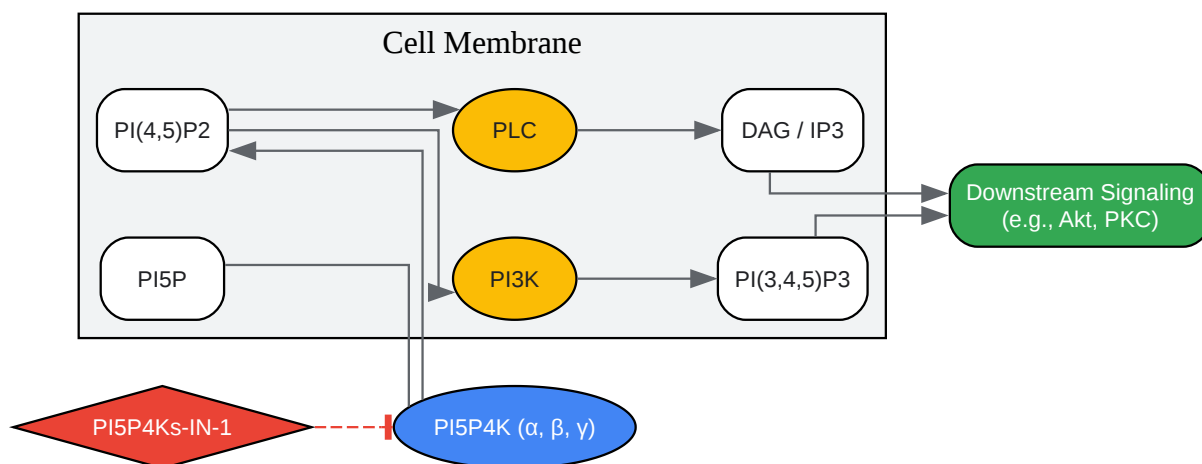 Cell Membrane
PI(4,5)P2
PLC
DAG / IP3
Downstream Signaling
(e.g., Akt, PKC)
PI5P
PI3K
PI(3,4,5)P3
PI5P4Ks-IN-1
PI5P4K (α, β, γ)